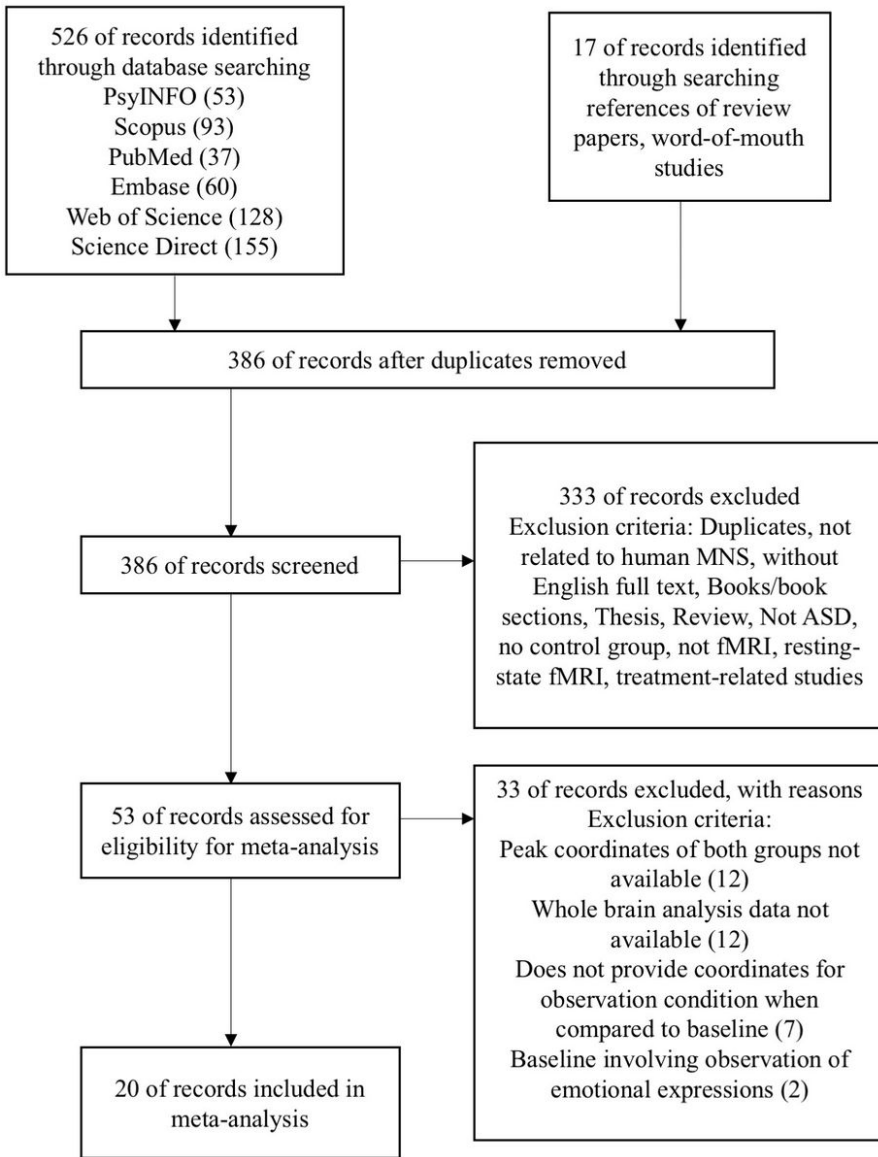 526 of records identified
through database searching
PsyINFO (53)
Scopus (93)
PubMed (37)
Embase (60)
Web of Science (128)
Science Direct (155)
17 of records identified
through searching
references of review
papers, word-of-mouth
studies
386 of records after duplicates removed
386 of records screened
333 of records excluded
Exclusion criteria: Duplicates, not
related to human MNS, without
English full text, Books/book
sections, Thesis, Review, Not ASD,
no control group, not fMRI, resting-
state fMRI, treatment-related studies
53 of records assessed for
eligibility for meta-analysis
33 of records excluded, with reasons
Exclusion criteria:
Peak coordinates of both groups not
available (12)
Whole brain analysis data not
available (12)
Does not provide coordinates for
observation condition when
compared to baseline (7)
Baseline involving observation of
emotional expressions (2)
20 of records included in
meta-analysis